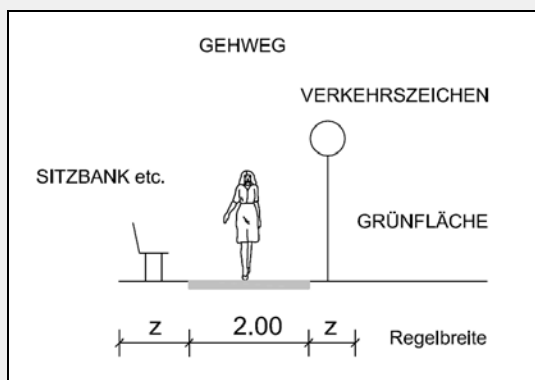 GEHWEG
VERKEHRSZEICHEN
SITZBANK etc.
GRÜNFLÄCHE
z 2.00 z Regelbreite